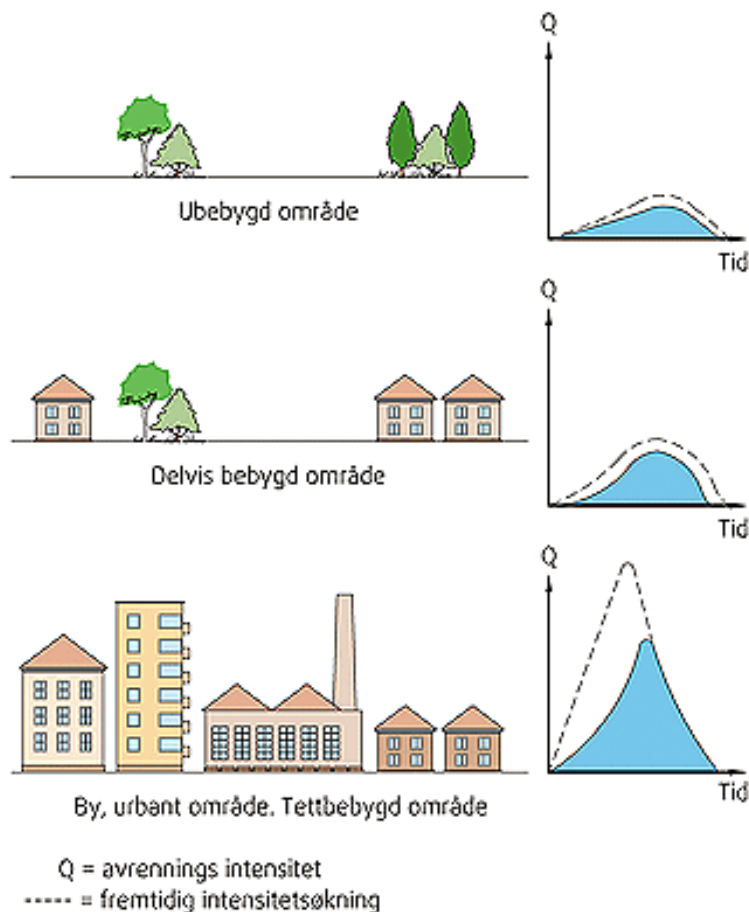 Q
Ubebygd område
Tid
Q
Delvis bebygd område
Tid
Q
By, urbant område. Tettbebygd område
Tid
Q = avrennings intensitet
----- = fremtidig intensitetsøkning